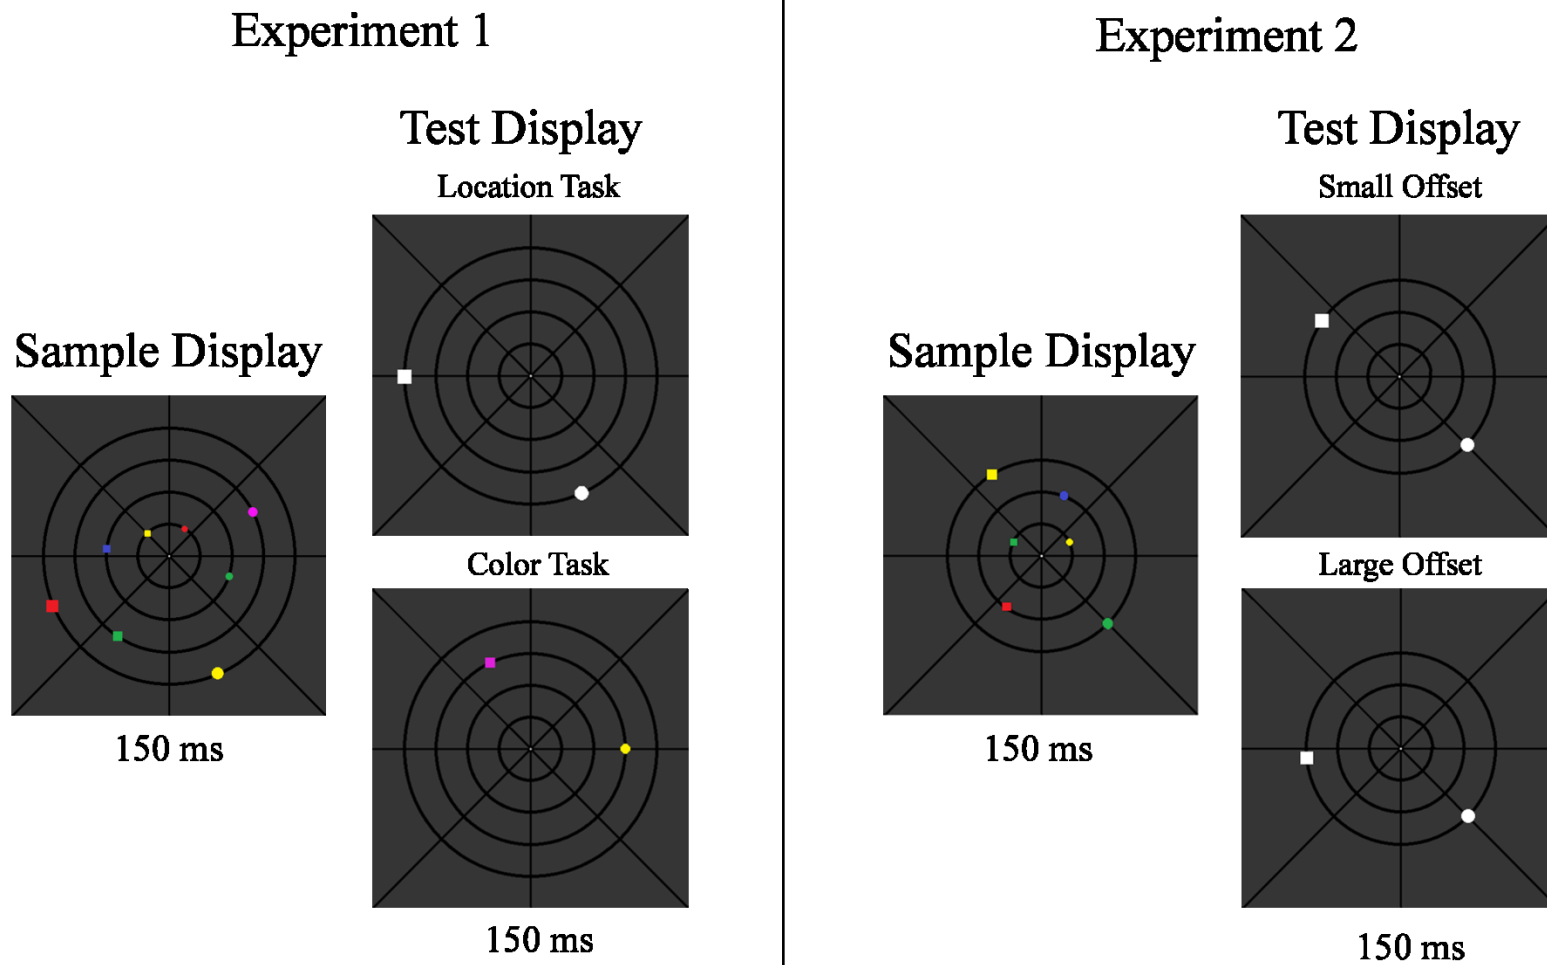 Experiment 1
Test Display
Location Task
Sample Display
150 ms
Color Task
150 ms
Experiment 2
Test Display
Small Offset
Sample Display
150 ms
Large Offset
150 ms